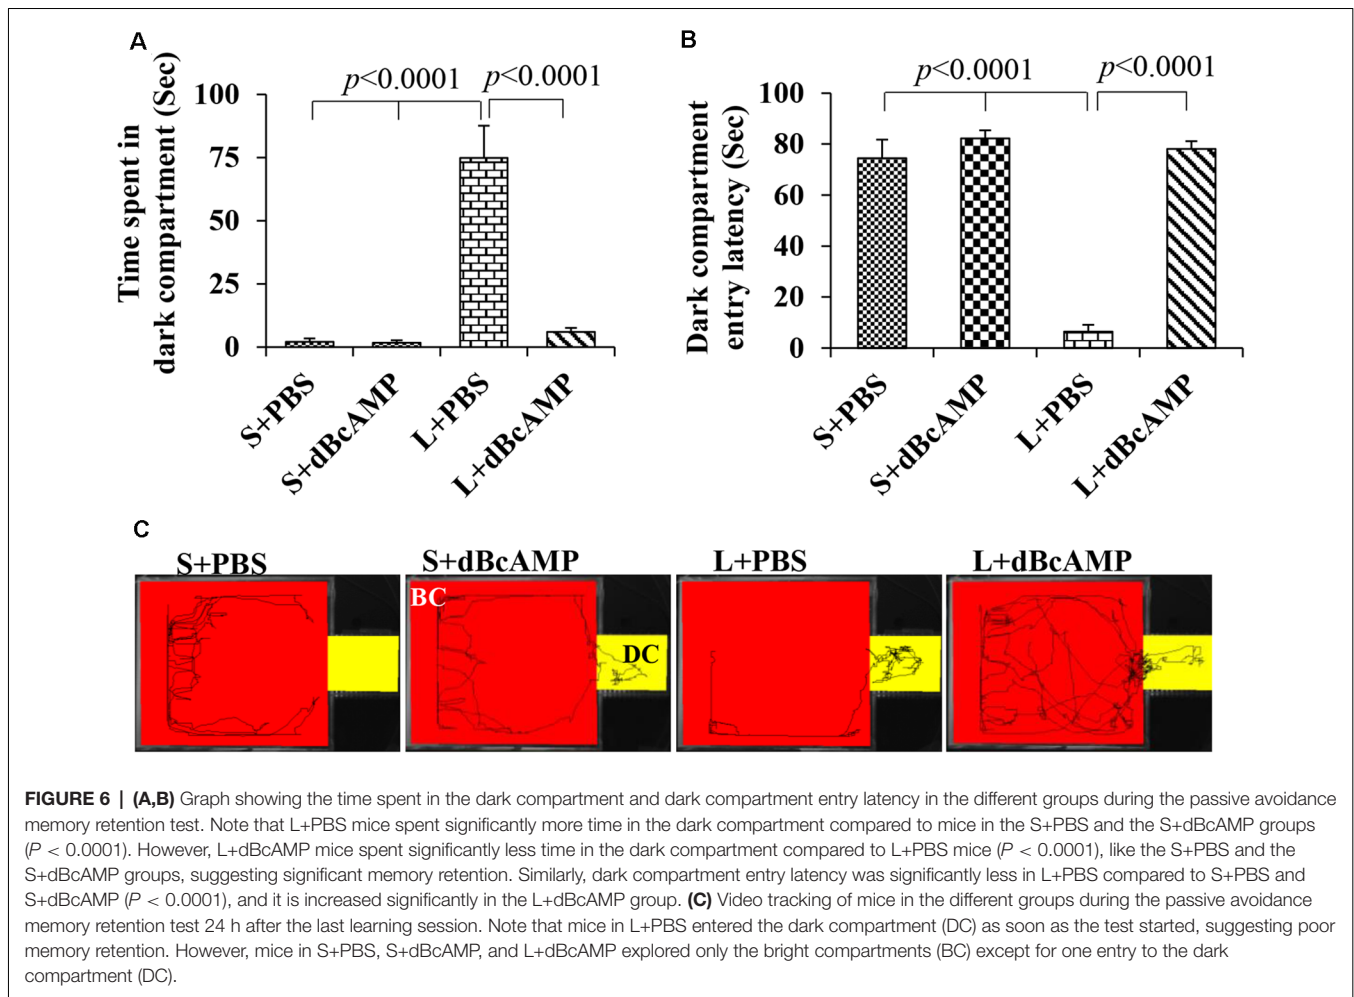 A
B
p<0.0001
p<0.0001
p<0.0001
p<0.0001
Time spent in
dark compartment (Sec)
100
75
50
25
0
S+PBS
S+dBcAMP
L+PBS
L+dBcAMP
Dark compartment
entry latency (Sec)
100
80
60
40
20
0
S+PBS
S+dBcAMP
L+PBS
L+dBcAMP
C
S+PBS
S+dBcAMP
L+PBS
L+dBcAMP
BC
DC
FIGURE 6 | (A,B) Graph showing the time spent in the dark compartment and dark compartment entry latency in the different groups during the passive avoidance
memory retention test. Note that L+PBS mice spent significantly more time in the dark compartment compared to mice in the S+PBS and the S+dBcAMP groups
(P < 0.0001). However, L+dBcAMP mice spent significantly less time in the dark compartment compared to L+PBS mice (P < 0.0001), like the S+PBS and the
S+dBcAMP groups, suggesting significant memory retention. Similarly, dark compartment entry latency was significantly less in L+PBS compared to S+PBS and
S+dBcAMP (P < 0.0001), and it is increased significantly in the L+dBcAMP group. (C) Video tracking of mice in the different groups during the passive avoidance
memory retention test 24 h after the last learning session. Note that mice in L+PBS entered the dark compartment (DC) as soon as the test started, suggesting poor
memory retention. However, mice in S+PBS, S+dBcAMP, and L+dBcAMP explored only the bright compartments (BC) except for one entry to the dark
compartment (DC).